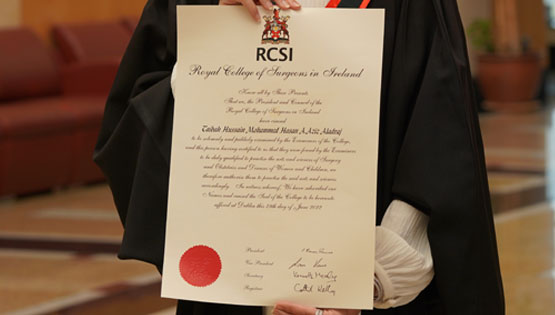 RCSI
Royal College of Surgeons in Ireland
Know all by These Presents
That we, the President and Council of the
Royal College of Surgeons in Ireland
have caused
Hussain Mohammed Hasan A. Aziz
to be solemnly and publicly examined by the Examiners of the College,
and this person having certified to us that they were found by the Examiners
to be duly qualified to practise the arts and science of Surgery
and Obstetrics and Diseases of Women and Children, we
therefore authorise them to practise the said arts and sciences
accordingly. In witness whereof We have subscribed our
Names and caused the Seal of the College to be hereunto
affixed at Dublin this day of June
President
Vice President
Secretary
Registrar